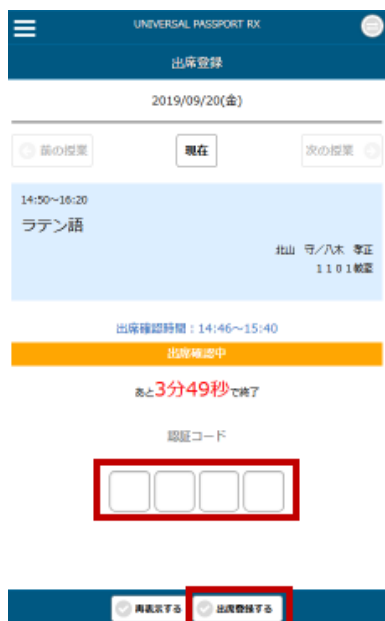 UNIVERSAL PASSPORT RX
出席登録
2019/09/20(金)
前の授業
現在
次の授業
14:50～16:20
ラテン語
北山 守／八木 孝正
1101教室
出席確認時間：14:46～15:40
出席確認中
あと3分49秒で終了
認証コード
再表示する
出席登録する